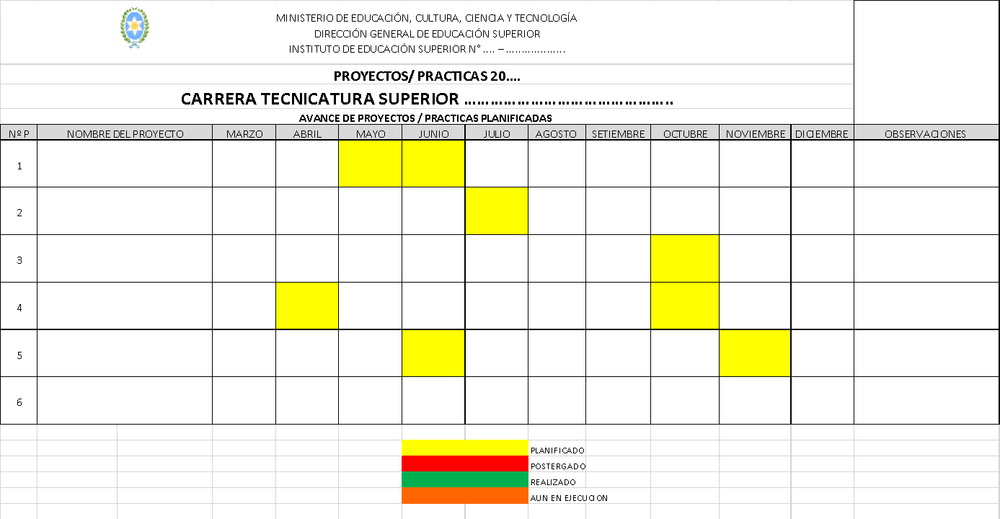 MINISTERIO DE EDUCACIÓN, CULTURA, CIENCIA Y TECNOLOGÍA
DIRECCIÓN GENERAL DE EDUCACIÓN SUPERIOR
INSTITUTO DE EDUCACIÓN SUPERIOR N° .... – ...................
PROYECTOS/ PRACTICAS 20....
CARRERA TECNICATURA SUPERIOR ...............................................
AVANCE DE PROYECTOS / PRACTICAS PLANIFICADAS
Nº P NOMBRE DEL PROYECTO MARZO ABRIL MAYO JUNIO JULIO AGOSTO SETIEMBRE OCTUBRE NOVIEMBRE DICIEMBRE OBSERVACIONES
1
2
3
4
5
6
PLANIFICADO
POSTERGADO
REALIZADO
AUN EN EJECUCION